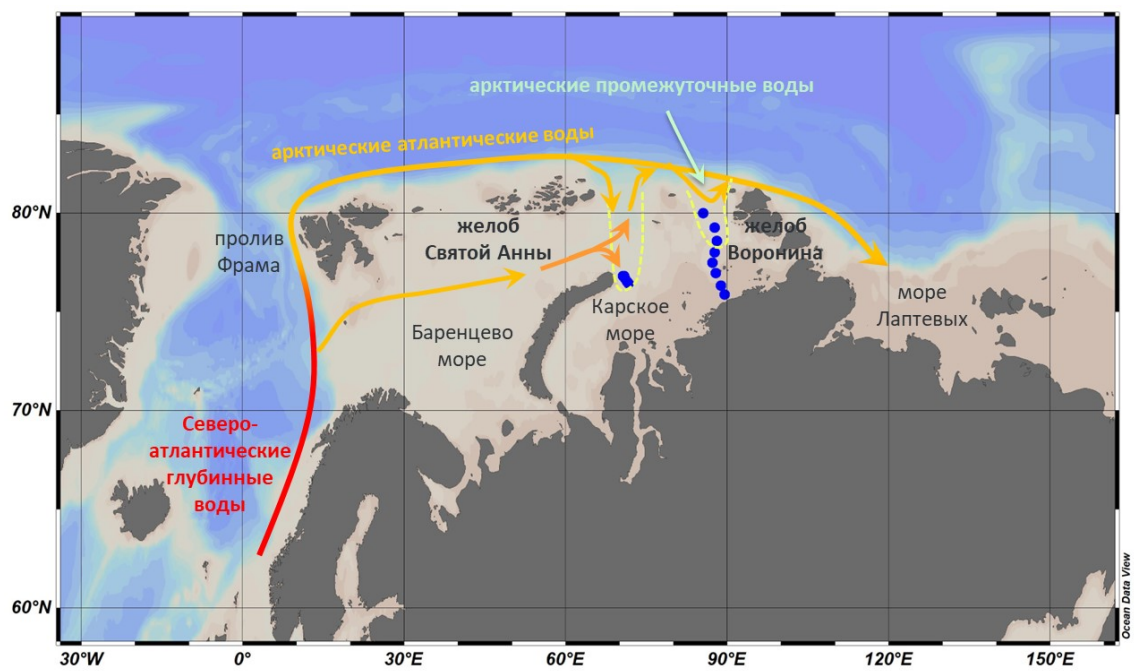 арктические промежуточные воды
арктические атлантические воды
80°N
70°N
60°N
пролив
Фрама
желоб
Святой Анны
желоб
Воронина
Карское
море
море
Лаптевых
Баренцево
море
Северо-
атлантические
глубинные
воды
30°W
0°
30°E
60°E
90°E
120°E
150°E
Ocean Data View